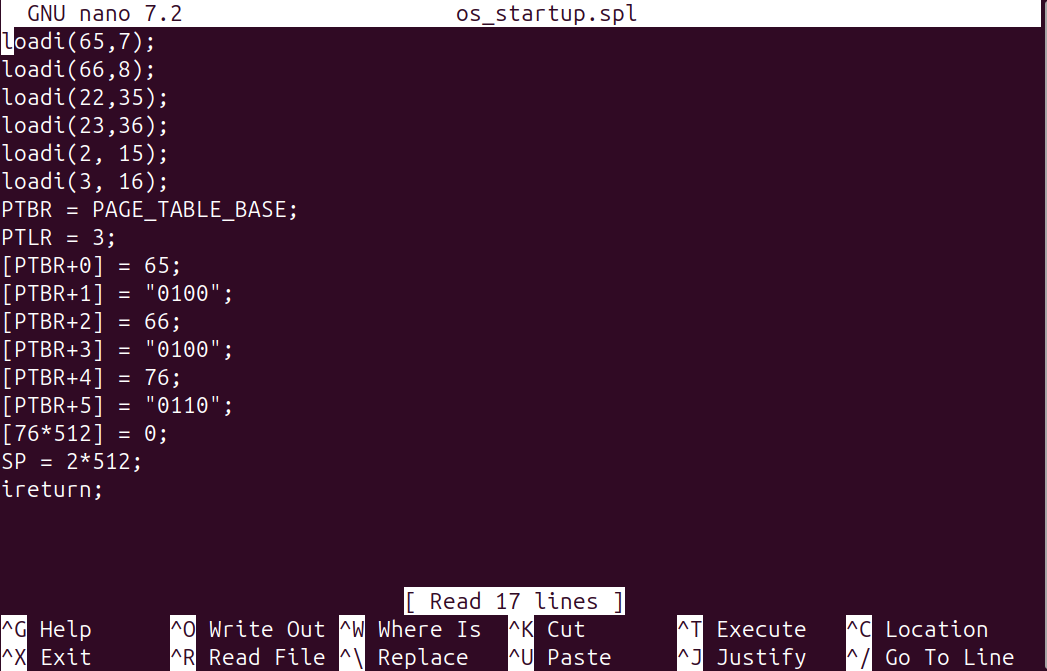 GNU nano 7.2 os_startup.spl
loadi(65,7);
loadi(66,8);
loadi(22,35);
loadi(23,36);
loadi(2, 15);
loadi(3, 16);
PTBR = PAGE_TABLE_BASE;
PTLR = 3;
[PTBR+0] = 65;
[PTBR+1] = "0100";
[PTBR+2] = 66;
[PTBR+3] = "0100";
[PTBR+4] = 76;
[PTBR+5] = "0110";
[76*512] = 0;
SP = 2*512;
ireturn;
[ Read 17 lines ]
^G Help ^O Write Out ^W Where Is ^K Cut ^T Execute ^C Location
^X Exit ^R Read File ^\ Replace ^U Paste ^J Justify ^/ Go To Line